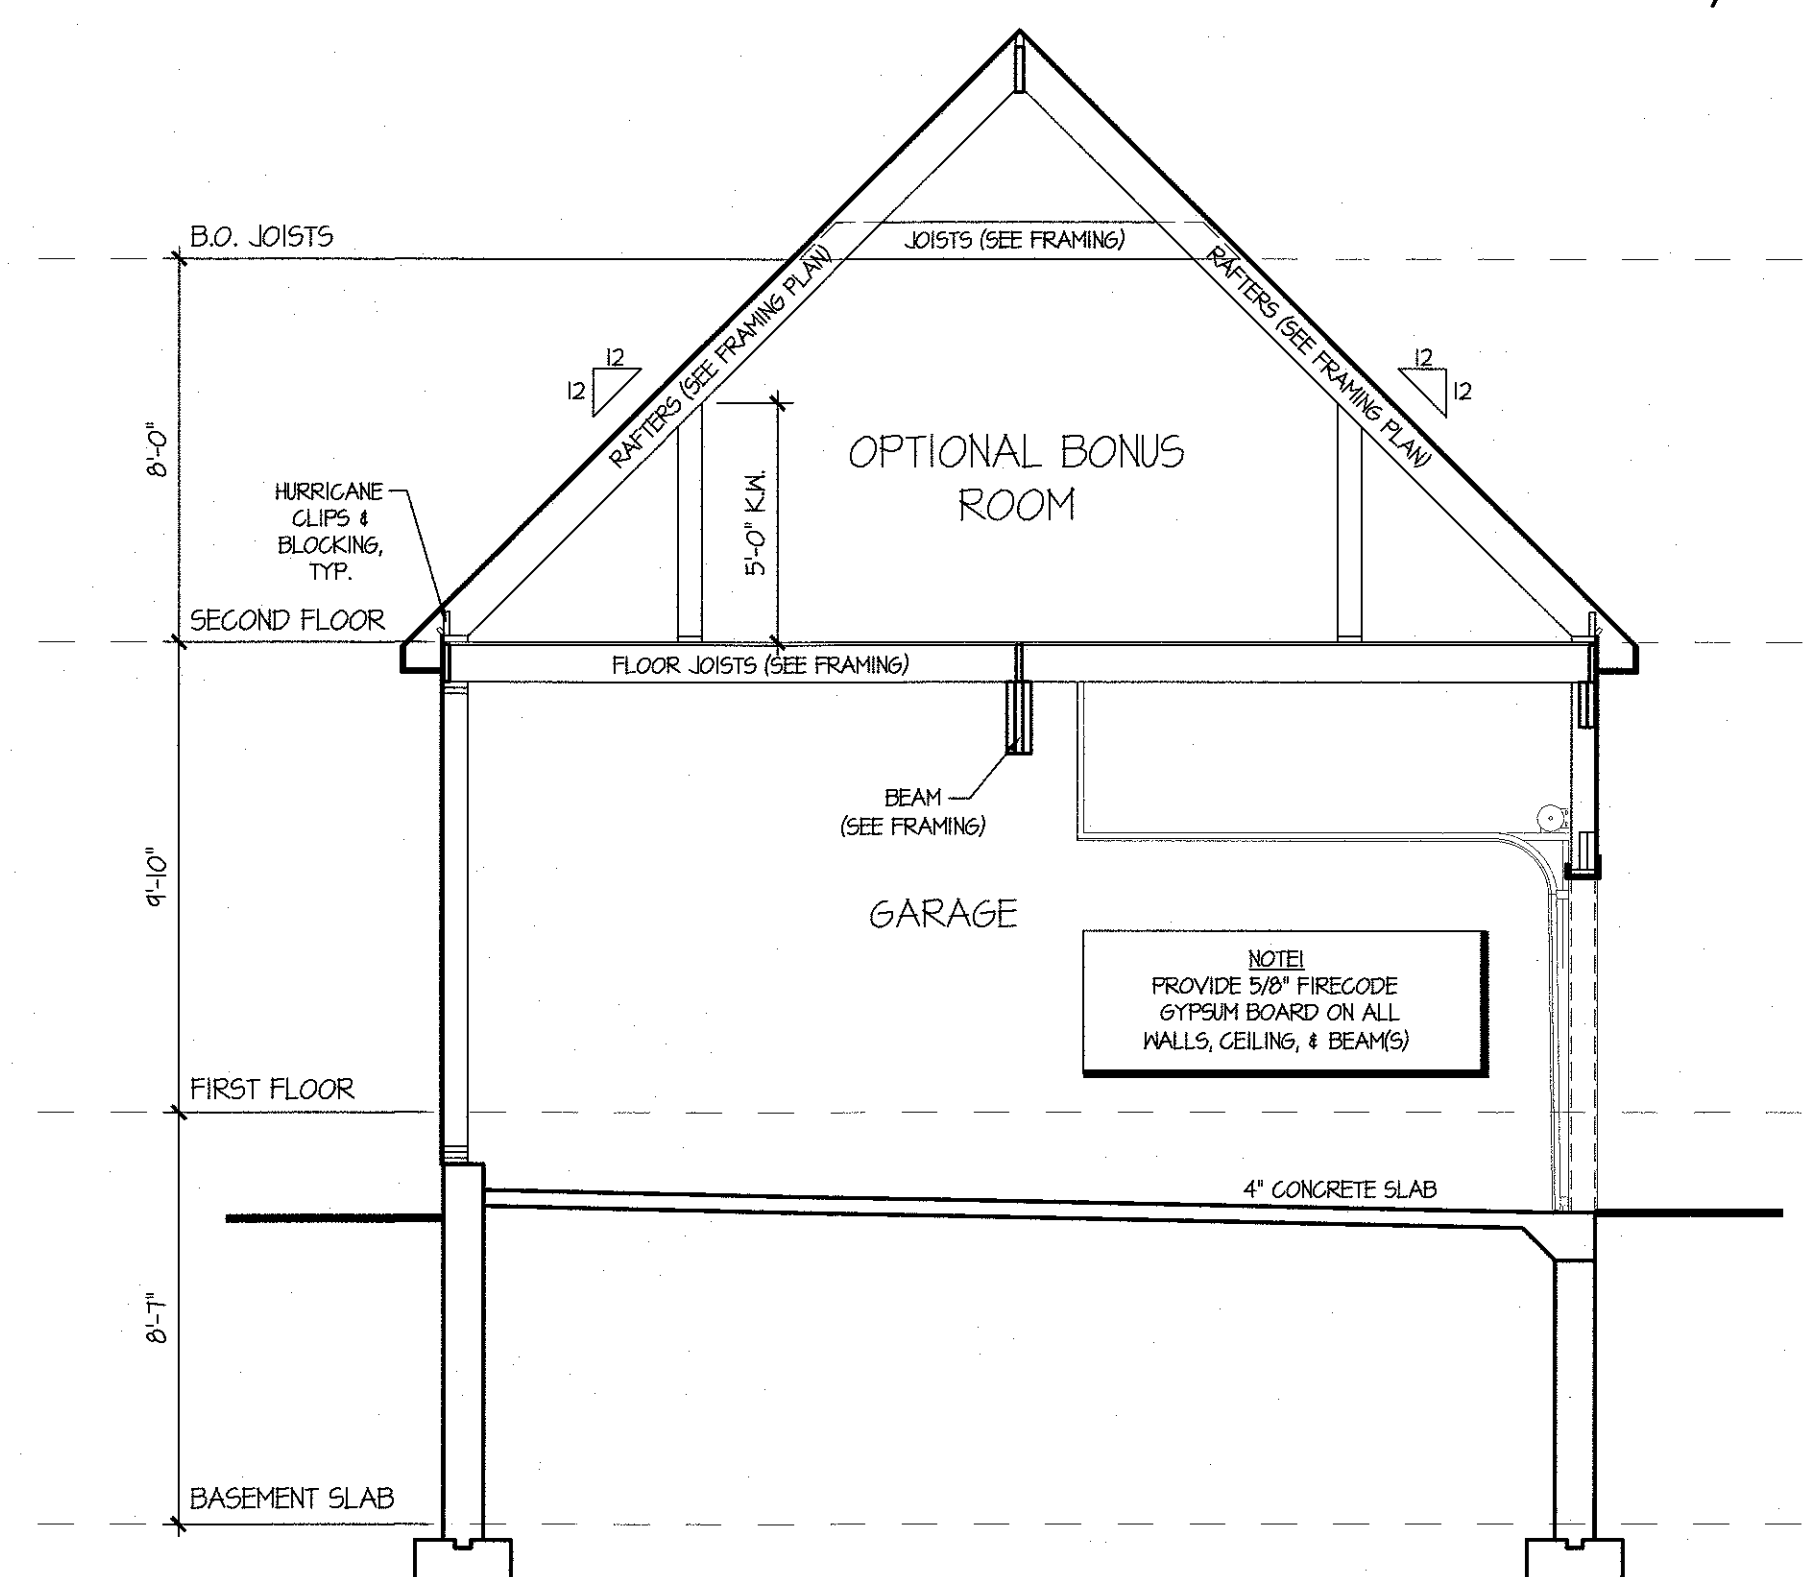 B.O. JOISTS
JOISTS (SEE FRAMING)
RAFTERS (SEE FRAMING PLAN)
RAFTERS (SEE FRAMING PLAN)
12
12
12
12
8'-0"
OPTIONAL BONUS
ROOM
5'-0" K.W.
HURRICANE
CLIPS &
BLOCKING,
TYP.
SECOND FLOOR
FLOOR JOISTS (SEE FRAMING)
BEAM
(SEE FRAMING)
9'-10"
GARAGE
NOTE!
PROVIDE 5/8" FIRECODE
GYPSUM BOARD ON ALL
WALLS, CEILING, & BEAM(S)
FIRST FLOOR
4" CONCRETE SLAB
8'-7"
BASEMENT SLAB